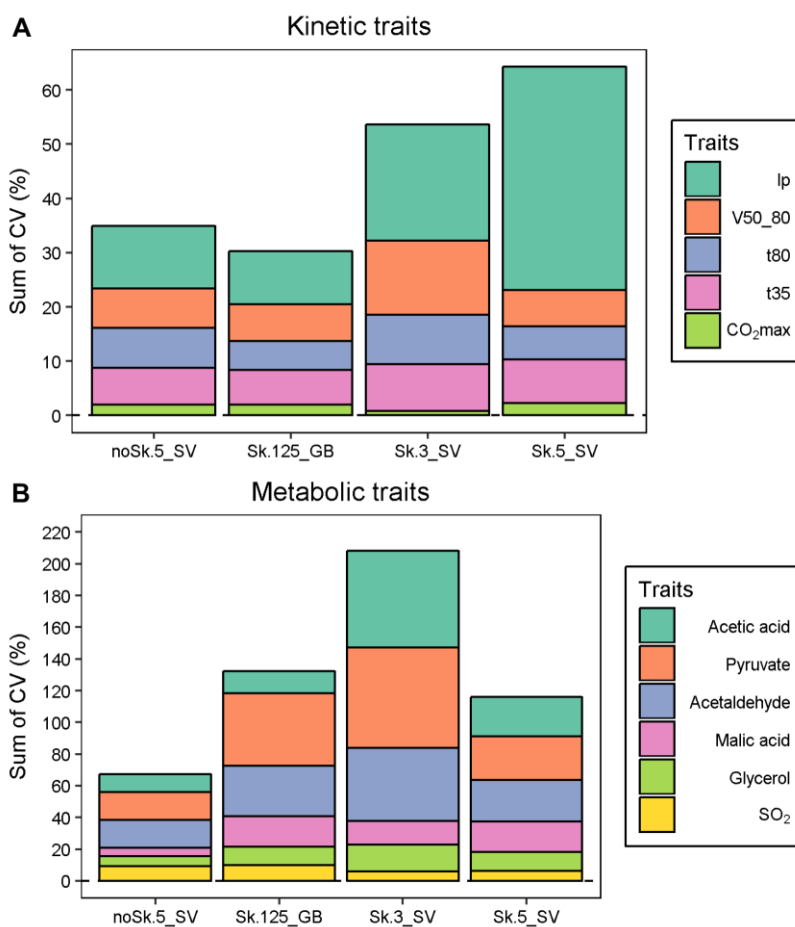 A
Kinetic traits
Sum of CV (%)
60
50
40
30
20
10
0
noSk.5_SV
Sk.125_GB
Sk.3_SV
Sk.5_SV
Traits
lp
V50_80
t80
t35
CO₂max
B
Metabolic traits
Sum of CV (%)
220
200
180
160
140
120
100
80
60
40
20
0
noSk.5_SV
Sk.125_GB
Sk.3_SV
Sk.5_SV
Traits
Acetic acid
Pyruvate
Acetaldehyde
Malic acid
Glycerol
SO₂